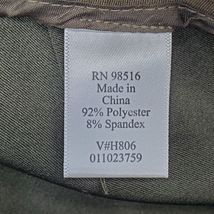 RN 98516
Made in
China
92% Polyester
8% Spandex
V#H806
011023759